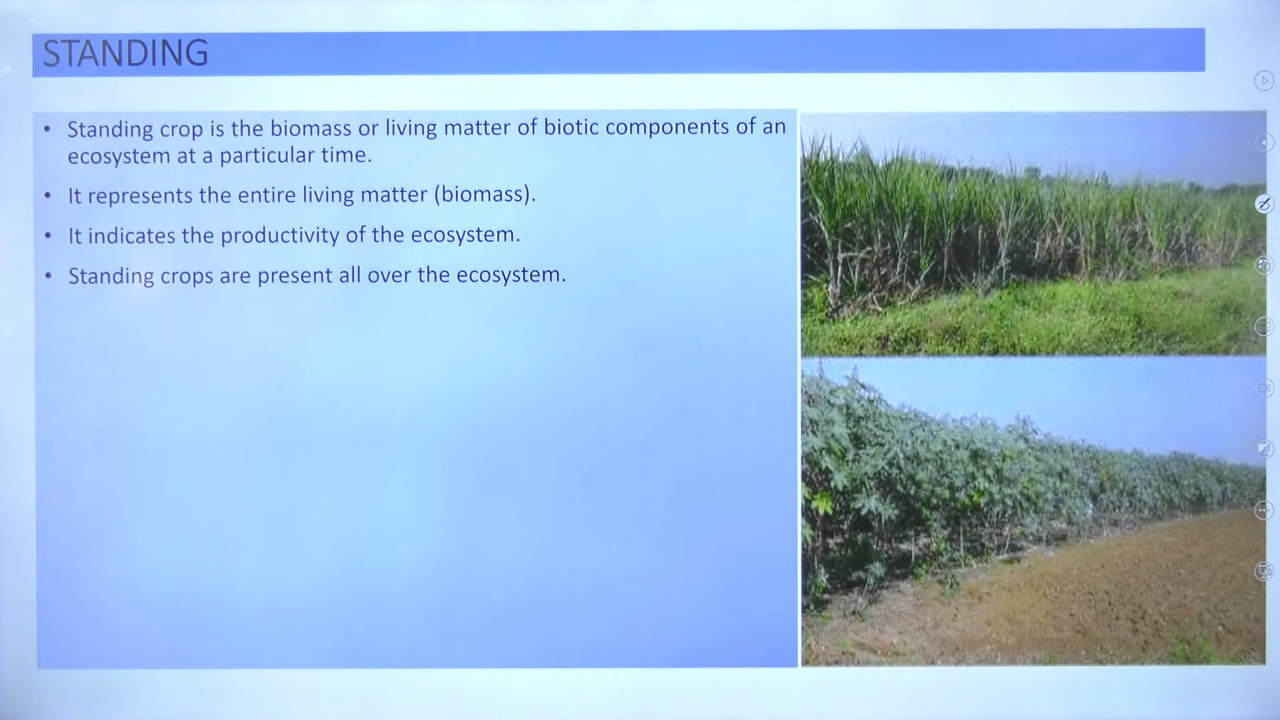 STANDING
• Standing crop is the biomass or living matter of biotic components of an
ecosystem at a particular time.
• It represents the entire living matter (biomass).
• It indicates the productivity of the ecosystem.
• Standing crops are present all over the ecosystem.